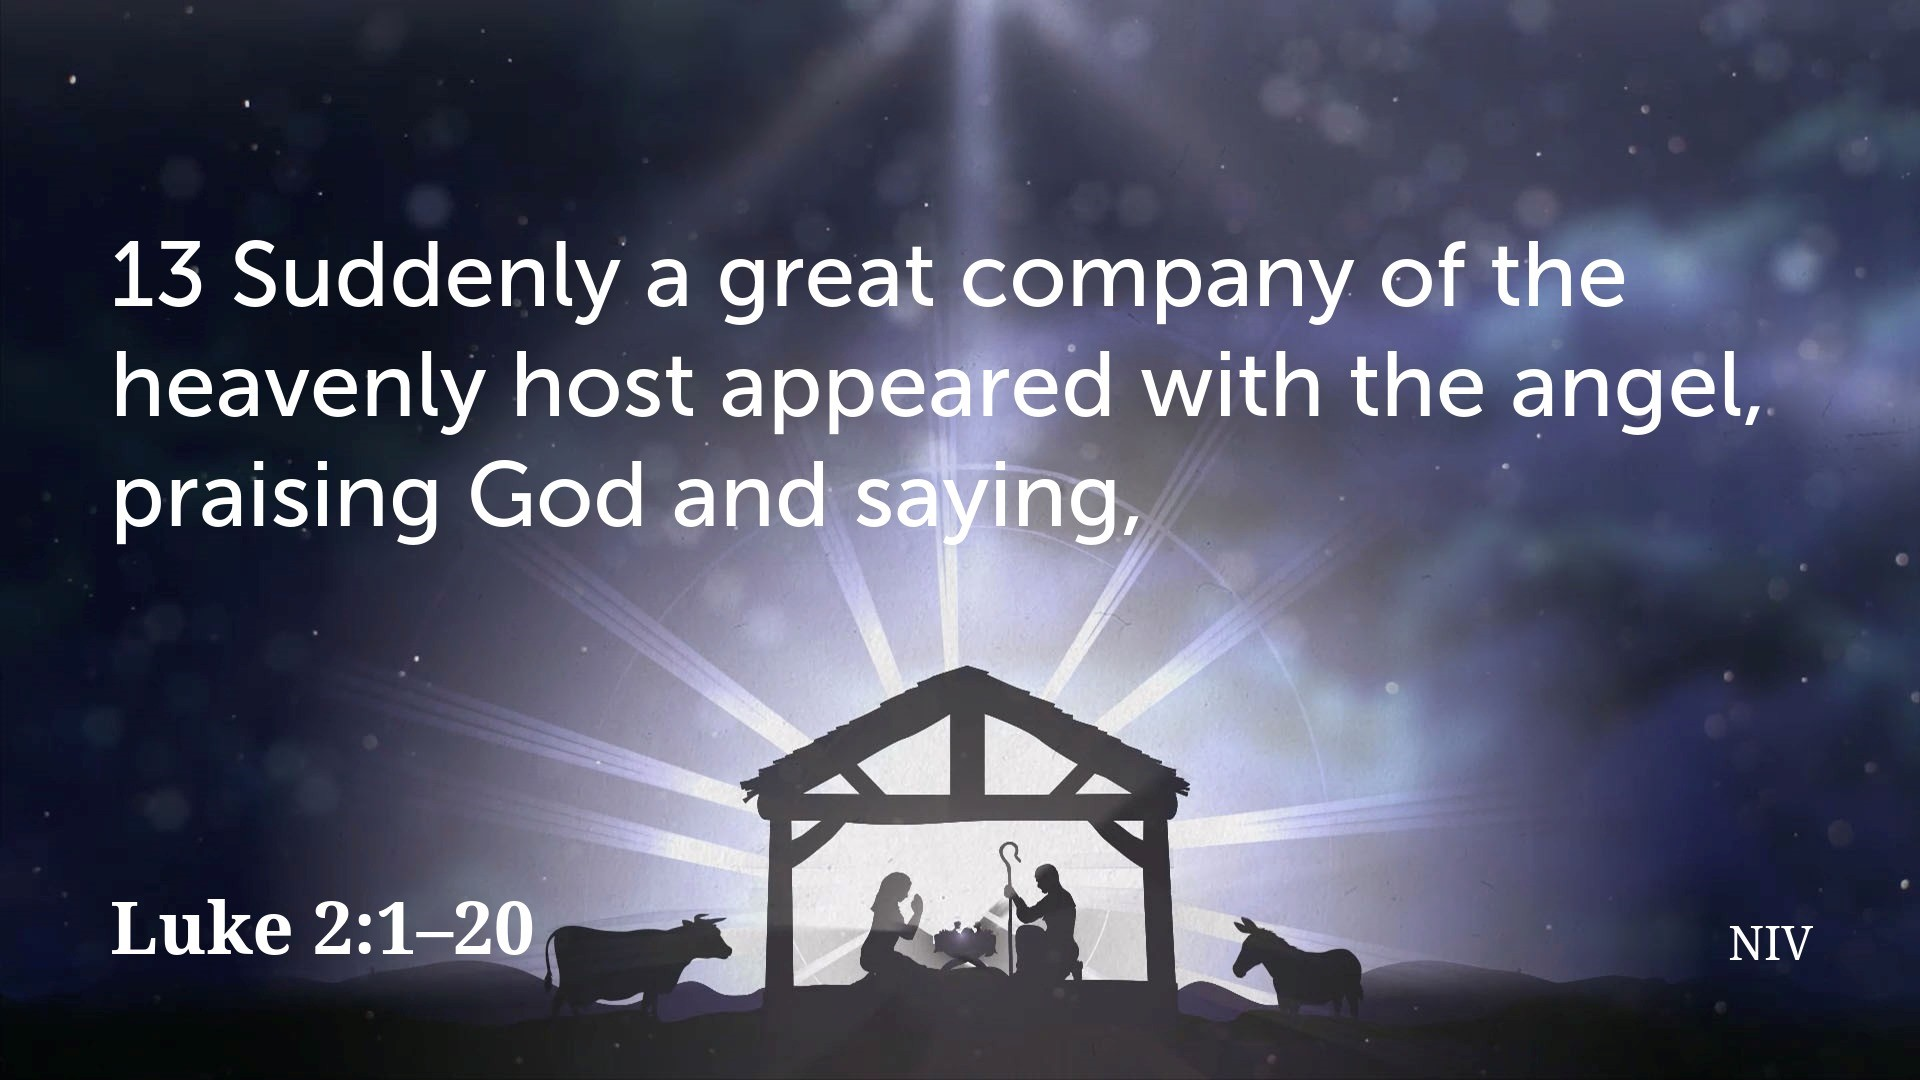 13 Suddenly a great company of the
heavenly host appeared with the angel,
praising God and saying,
Luke 2:1–20
NIV